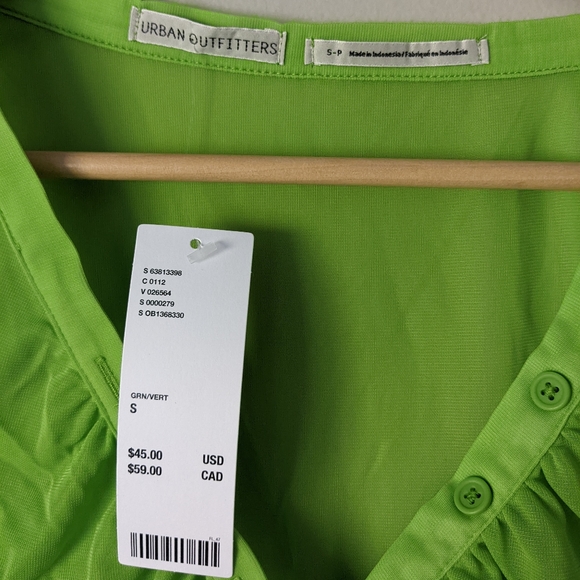 URBAN OUTFITTERS
S-P Made in Indonesia/Fabriqué en Indonésie
S 63813398
C 0112
V 026564
S 0000279
S OB1368330
GRN/VERT
S
$45.00 USD
$59.00 CAD